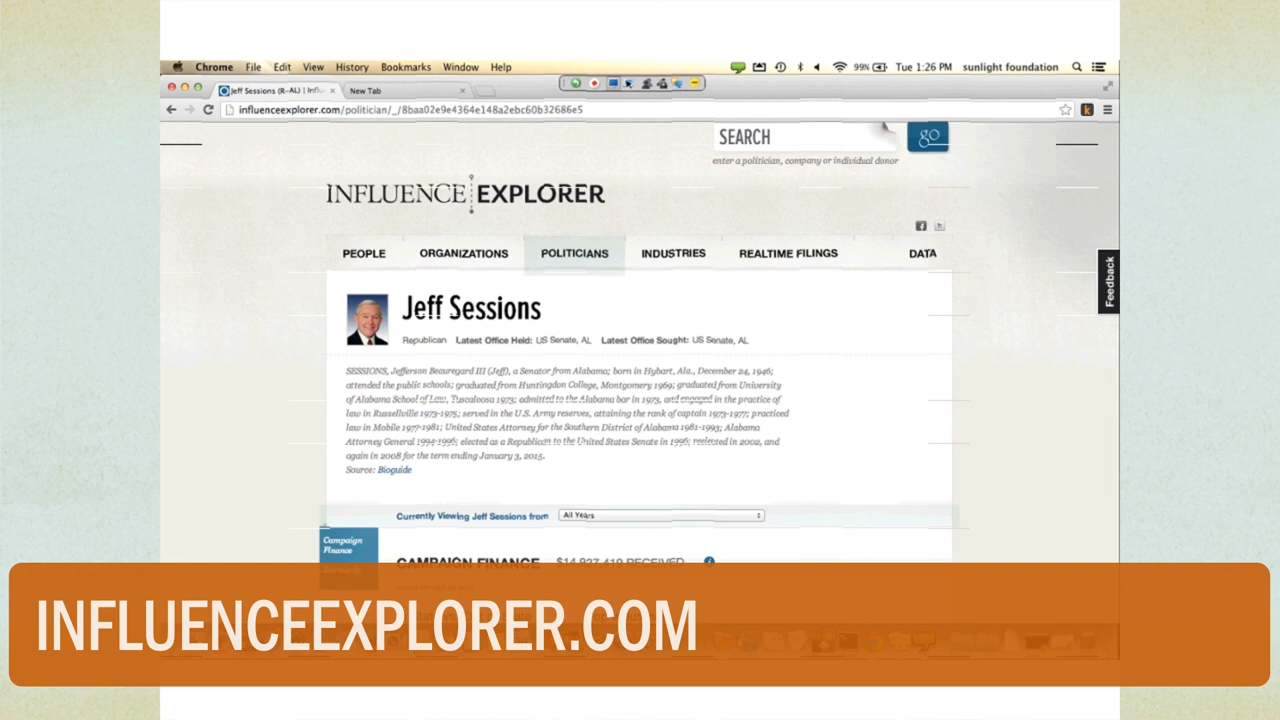 Chrome File Edit View History Bookmarks Window Help 99% Tue 1:26 PM sunlight foundation
Jeff Sessions (R-AL) | Influ New Tab
influenceexplorer.com/politician/_/8baa02e9e4364e148a2ebc60b32686e5
SEARCH go
enter a politician, company or individual donor
INFLUENCE EXPLORER
PEOPLE ORGANIZATIONS POLITICIANS INDUSTRIES REALTIME FILINGS DATA
Feedback
Jeff Sessions
Republican Latest Office Held: US Senate, AL Latest Office Sought: US Senate, AL
SESSIONS, Jefferson Beauregard III (Jeff), a Senator from Alabama; born in Hybart, Ala., December 24, 1946;
attended the public schools; graduated from Huntingdon College, Montgomery 1969; graduated from University
of Alabama School of Law, Tuscaloosa 1973; admitted to the Alabama bar in 1973, and engaged in the practice of
law in Russellville 1973-1975; served in the U.S. Army reserves, attaining the rank of captain 1973-1977; practiced
law in Mobile 1977-1981; United States Attorney for the Southern District of Alabama 1981-1993; Alabama
Attorney General 1994-1996; elected as a Republican to the United States Senate in 1996; reelected in 2002, and
again in 2008 for the term ending January 3, 2015.
Source: Bioguide
Currently Viewing Jeff Sessions from All Years
Campaign
Finance
CAMPAIGN FINANCE $14,927,419 RECEIVED
INFLUENCEEXPLORER.COM